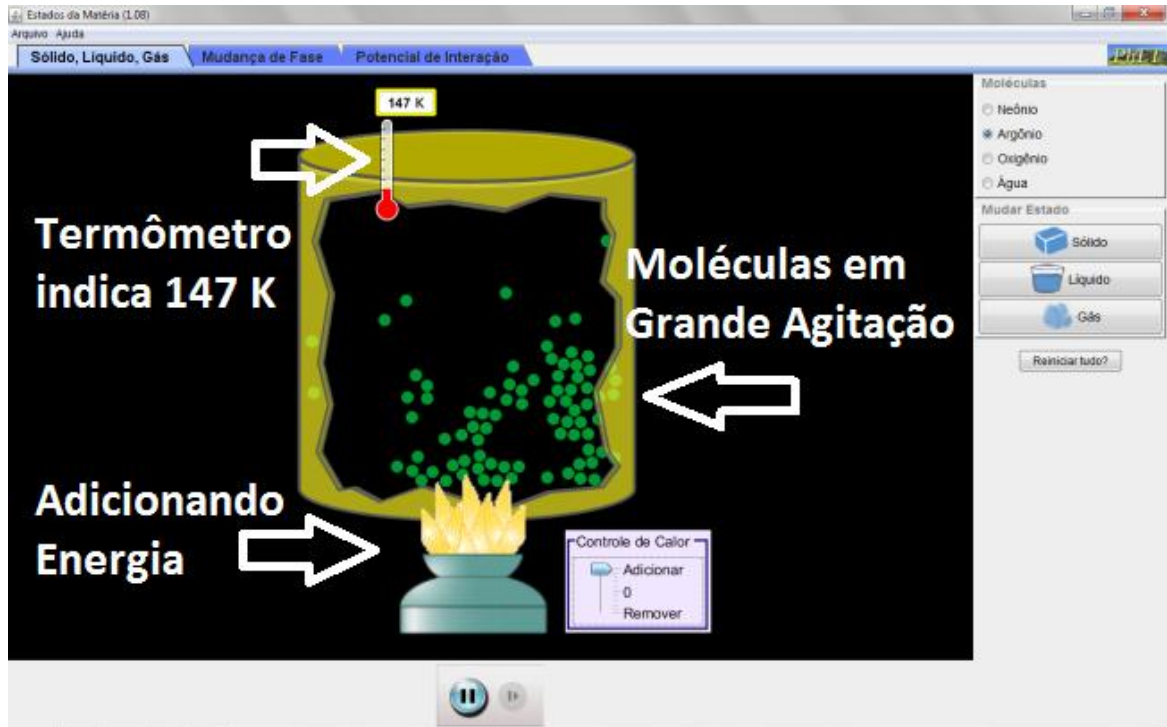 Estados da Matéria (1.08)
Arquivo Ajuda
Sólido, Líquido, Gás Mudança de Fase Potencial de Interação
PhET
Moléculas
Neônio
Argônio
Oxigênio
Água
Mudar Estado
Sólido
Líquido
Gás
Reiniciar tudo?
147 K
Termômetro
indica 147 K
Moléculas em
Grande Agitação
Adicionando
Energia
Controle de Calor
Adicionar
0
Remover